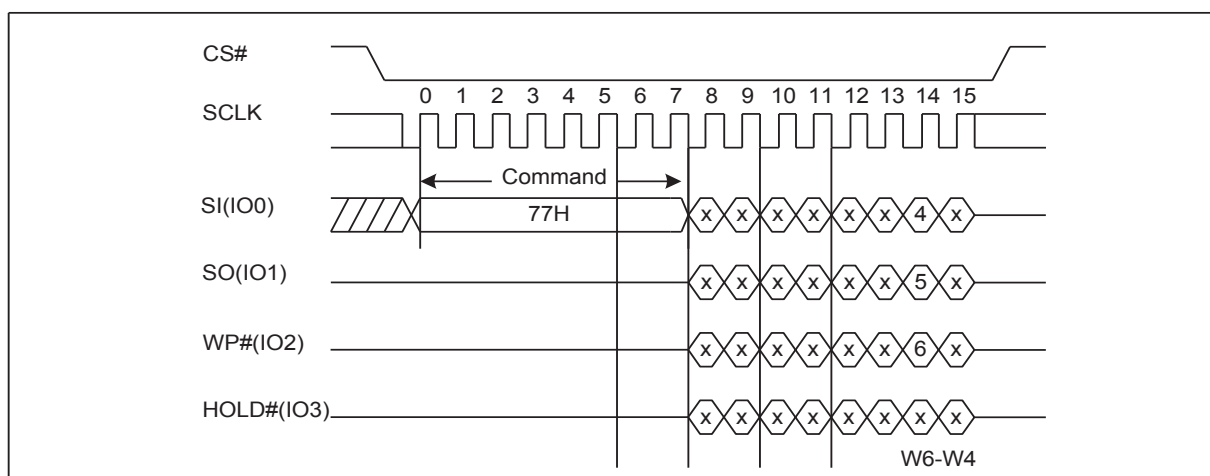 CS#
0 1 2 3 4 5 6 7 8 9 10 11 12 13 14 15
SCLK
Command
SI(IO0) 77H x x x x x x 4 x
SO(IO1) x x x x x x 5 x
WP#(IO2) x x x x x x 6 x
HOLD#(IO3) x x x x x x x x
W6-W4